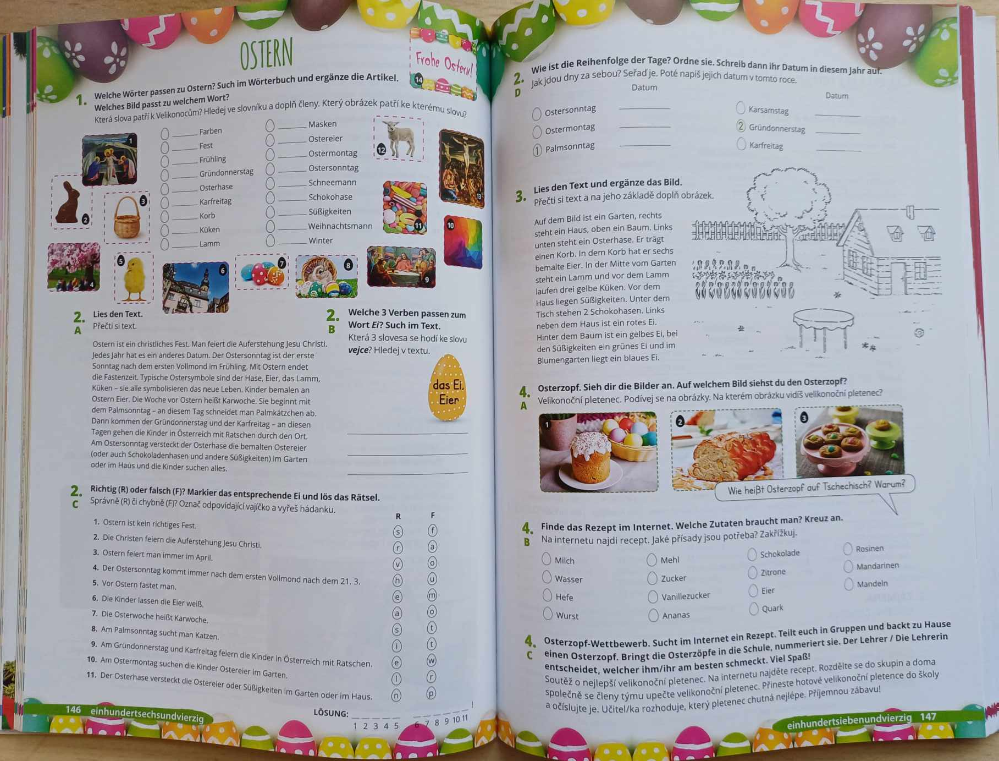 OSTERN
Frohe Ostern!
14
1. Welche Wörter passen zu Ostern? Such im Wörterbuch und ergänze die Artikel.
Welches Bild passt zu welchem Wort?
Která slova patří k Velikonocům? Hledej ve slovníku a doplň členy. Který obrázek patří ke kterému slovu?
Farben
Fest
Frühling
Gründonnerstag
Osterhase
Karfreitag
Korb
Küken
Lamm
Masken
Ostereier
Ostermontag
Ostersonntag
Schneemann
Schokohase
Süßigkeiten
Weihnachtsmann
Winter
1
2
3
4
5
6
7
8
9
10
11
12
13
2. A
Lies den Text.
Přečti si text.
Ostern ist ein christliches Fest. Man feiert die Auferstehung Jesu Christi.
Jedes Jahr hat es ein anderes Datum. Der Ostersonntag ist der erste
Sonntag nach dem ersten Vollmond im Frühling. Mit Ostern endet
die Fastenzeit. Typische Ostersymbole sind der Hase, Eier, das Lamm,
Küken – sie alle symbolisieren das neue Leben. Kinder bemalen an
Ostern Eier. Die Woche vor Ostern heißt Karwoche. Sie beginnt mit
dem Palmsonntag – an diesem Tag schneidet man Palmkätzchen ab.
Dann kommen der Gründonnerstag und der Karfreitag – an diesen
Tagen gehen die Kinder in Österreich mit Ratschen durch den Ort.
Am Ostersonntag versteckt der Osterhase die bemalten Ostereier
(oder auch Schokoladenhasen und andere Süßigkeiten) im Garten
oder im Haus und die Kinder suchen alles.
2. B
Welche 3 Verben passen zum
Wort Ei? Such im Text.
Která 3 slovesa se hodí ke slovu
vejce? Hledej v textu.
das Ei,
Eier
2. C
Richtig (R) oder falsch (F)? Markier das entsprechende Ei und lös das Rätsel.
Správně (R) či chybně (F)? Označ odpovídající vajíčko a vyřeš hádanku.
R F
1. Ostern ist kein richtiges Fest. s f
2. Die Christen feiern die Auferstehung Jesu Christi. r a
3. Ostern feiert man immer im April. v o
4. Der Ostersonntag kommt immer nach dem ersten Vollmond nach dem 21. 3. h u
5. Vor Ostern fastet man. e m
6. Die Kinder lassen die Eier weiß. a o
7. Die Osterwoche heißt Karwoche. s t
8. Am Palmsonntag sucht man Katzen. i t
9. Am Gründonnerstag und Karfreitag feiern die Kinder in Österreich mit Ratschen. e w
10. Am Ostermontag suchen die Kinder Ostereier im Garten. l r
11. Der Osterhase versteckt die Ostereier oder Süßigkeiten im Garten oder im Haus. n p
LÖSUNG: !
1 2 3 4 5 6 7 8 9 10 11
146 einhundertsechsundvierzig
2. D
Wie ist die Reihenfolge der Tage? Ordne sie. Schreib dann ihr Datum in diesem Jahr auf.
Jak jdou dny za sebou? Seřaď je. Poté napiš jejich datum v tomto roce.
Datum
Ostersonntag
Ostermontag
1 Palmsonntag
Datum
Karsamstag
2 Gründonnerstag
Karfreitag
3. Lies den Text und ergänze das Bild.
Přečti si text a na jeho základě doplň obrázek.
Auf dem Bild ist ein Garten, rechts
steht ein Haus, oben ein Baum. Links
unten steht ein Osterhase. Er trägt
einen Korb. In dem Korb hat er sechs
bemalte Eier. In der Mitte vom Garten
steht ein Lamm und vor dem Lamm
laufen drei gelbe Küken. Vor dem
Haus liegen Süßigkeiten. Unter dem
Tisch stehen 2 Schokohasen. Links
neben dem Haus ist ein rotes Ei.
Hinter dem Baum ist ein gelbes Ei, bei
den Süßigkeiten ein grünes Ei und im
Blumengarten liegt ein blaues Ei.
4. A
Osterzopf. Sieh dir die Bilder an. Auf welchem Bild siehst du den Osterzopf?
Velikonoční pletenec. Podívej se na obrázky. Na kterém obrázku vidíš velikonoční pletenec?
1
2
3
Wie heißt Osterzopf auf Tschechisch? Warum?
4. B
Finde das Rezept im Internet. Welche Zutaten braucht man? Kreuz an.
Na internetu najdi recept. Jaké přísady jsou potřeba? Zakřížkuj.
Milch
Wasser
Hefe
Wurst
Mehl
Zucker
Vanillezucker
Ananas
Schokolade
Zitrone
Eier
Quark
Rosinen
Mandarinen
Mandeln
4. C
Osterzopf-Wettbewerb. Sucht im Internet ein Rezept. Teilt euch in Gruppen und backt zu Hause
einen Osterzopf. Bringt die Osterzöpfe in die Schule, nummeriert sie. Der Lehrer / Die Lehrerin
entscheidet, welcher ihm/ihr am besten schmeckt. Viel Spaß!
Soutěž o nejlepší velikonoční pletenec. Na internetu najděte recept. Rozdělte se do skupin a doma
společně se členy týmu upečte velikonoční pletenec. Přineste hotové velikonoční pletence do školy
a očíslujte je. Učitel/ka rozhoduje, který pletenec chutná nejlépe. Příjemnou zábavu!
einhundertsiebenundvierzig 147